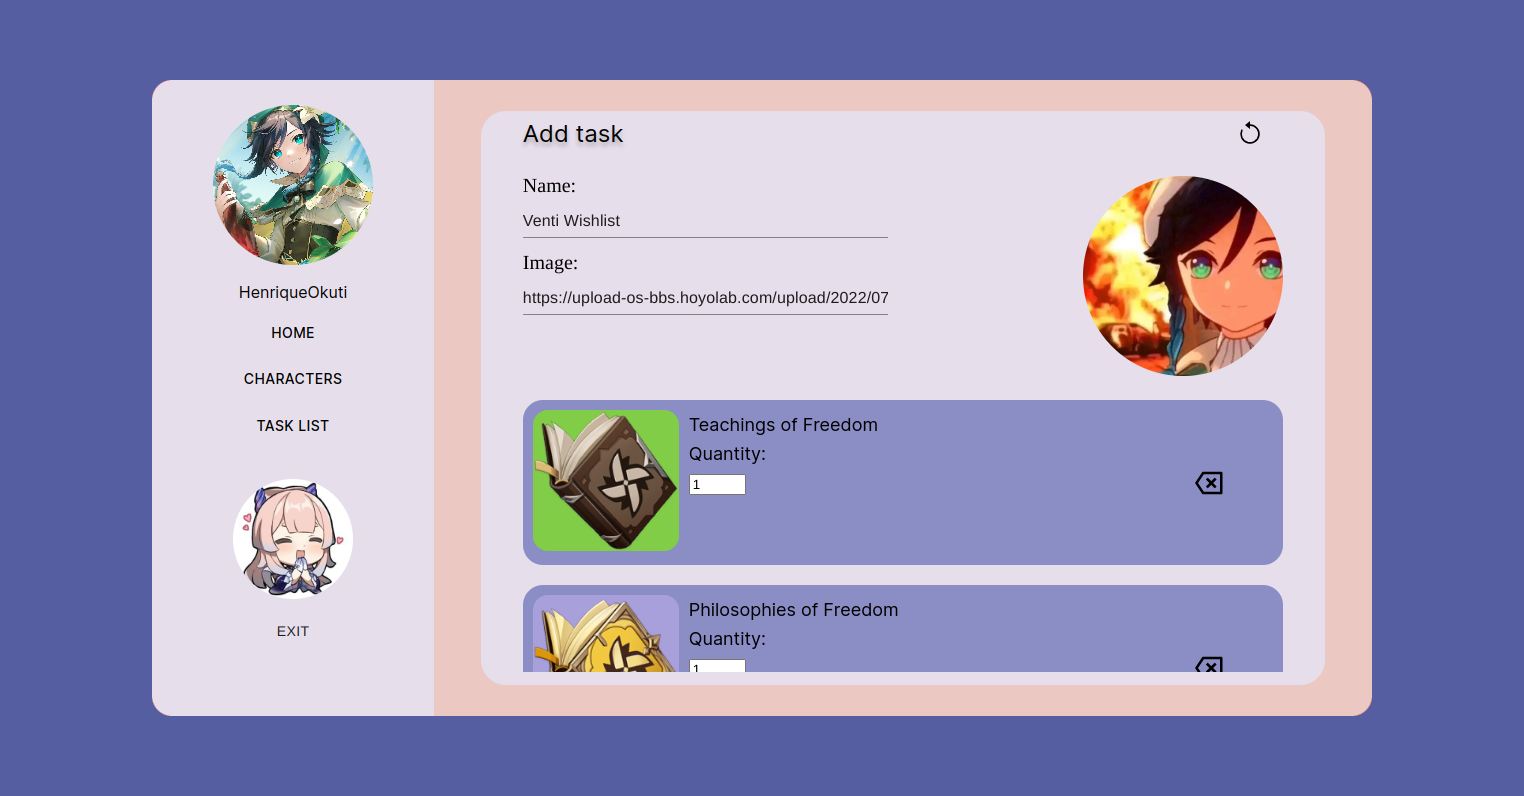 HenriqueOkuti
HOME
CHARACTERS
TASK LIST
EXIT
Add task
Name:
Venti Wishlist
Image:
https://upload-os-bbs.hoyolab.com/upload/2022/07
Teachings of Freedom
Quantity:
1
Philosophies of Freedom
Quantity:
1